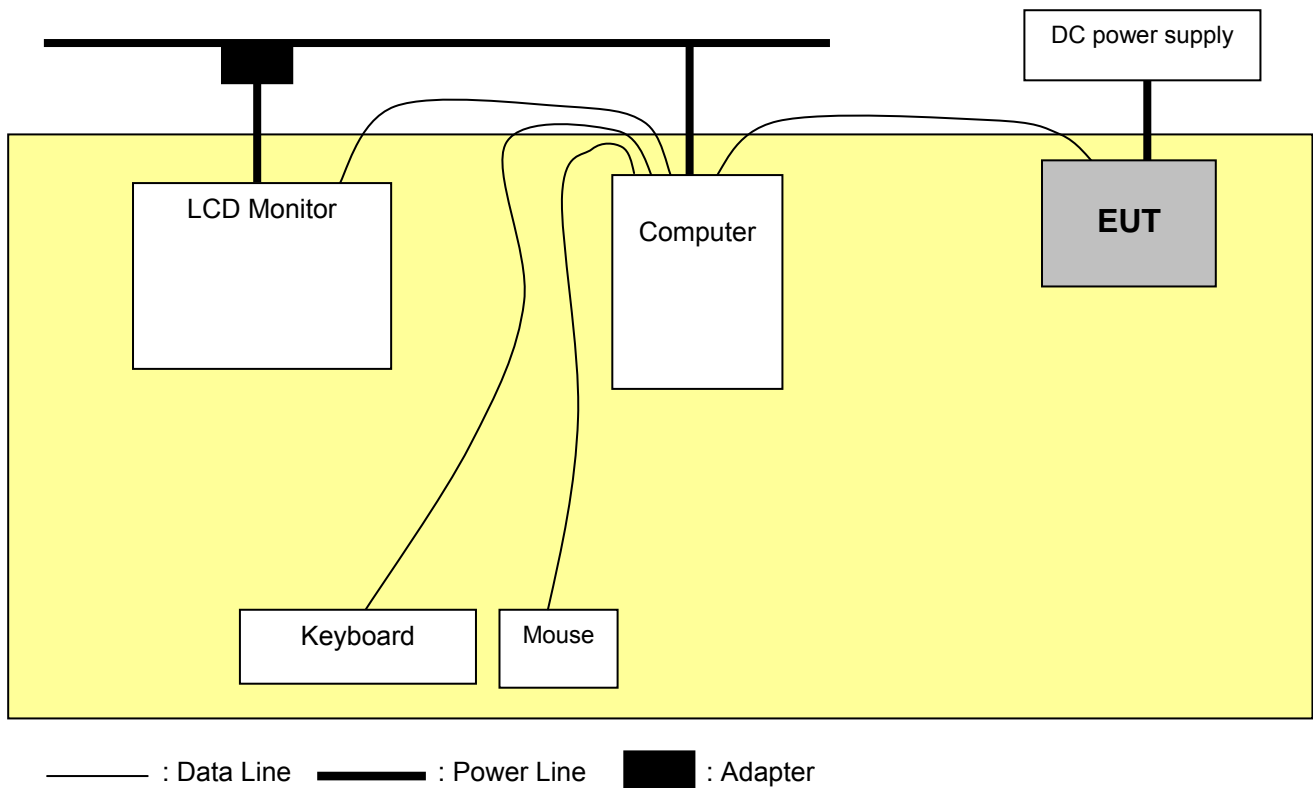 DC power supply
LCD Monitor
Computer
EUT
Keyboard
Mouse
: Data Line : Power Line : Adapter